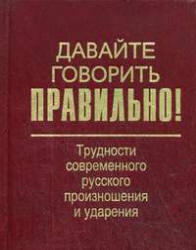 ДАВАЙТЕ
ГОВОРИТЬ
ПРАВИЛЬНО!
Трудности
современного
русского
произношения
и ударения